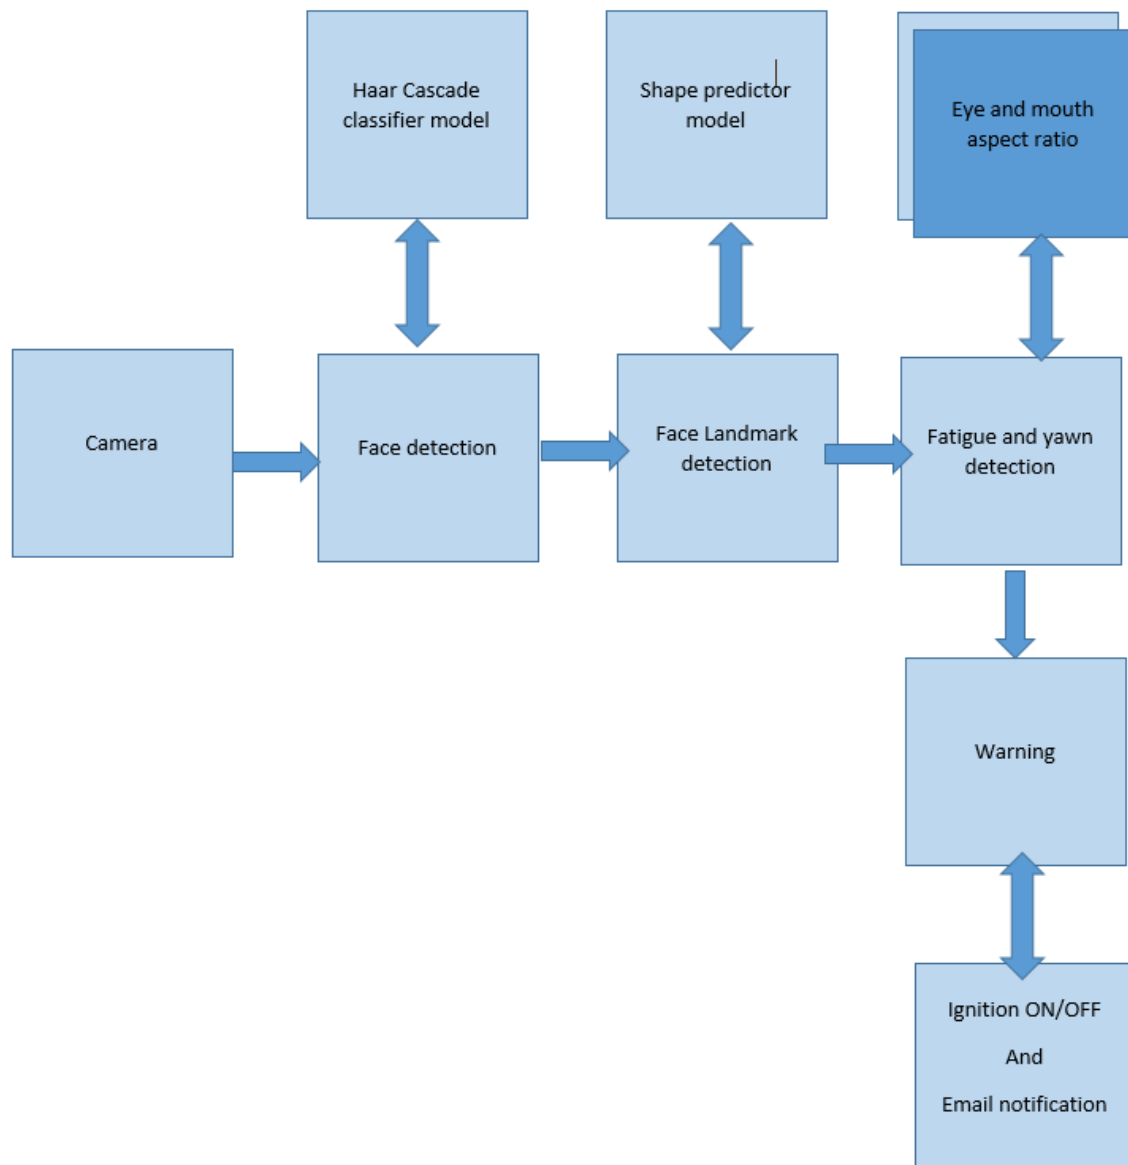 Haar Cascade
classifier model
Shape predictor
model
Eye and mouth
aspect ratio
Camera
Face detection
Face Landmark
detection
Fatigue and yawn
detection
Warning
Ignition ON/OFF
And
Email notification